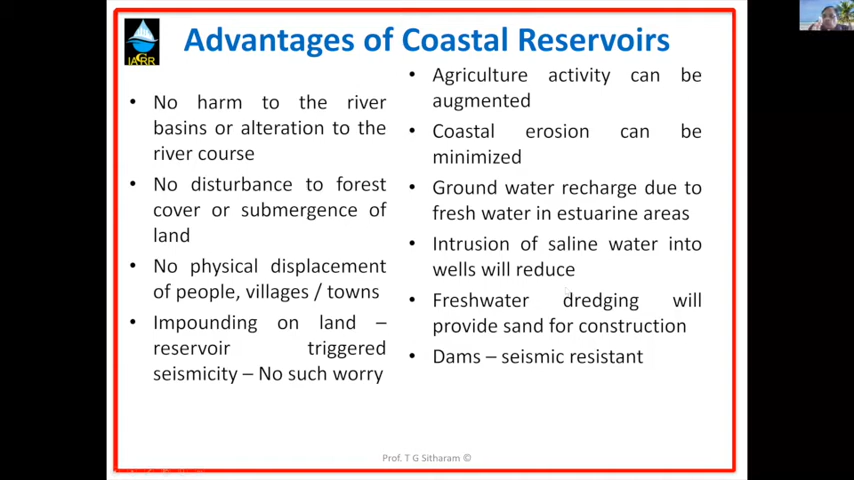 Advantages of Coastal Reservoirs
IACRR
• No harm to the river
basins or alteration to the
river course
• No disturbance to forest
cover or submergence of
land
• No physical displacement
of people, villages / towns
• Impounding on land –
reservoir triggered
seismicity – No such worry
• Agriculture activity can be
augmented
• Coastal erosion can be
minimized
• Ground water recharge due to
fresh water in estuarine areas
• Intrusion of saline water into
wells will reduce
• Freshwater dredging will
provide sand for construction
• Dams – seismic resistant
Prof. T G Sitharam ©